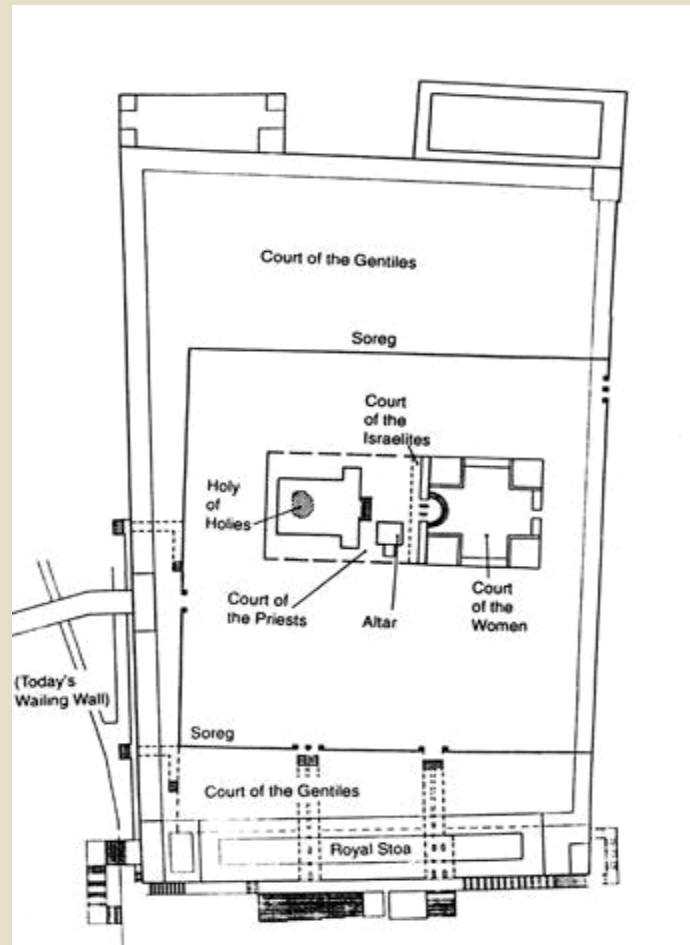 Court of the Gentiles
Soreg
Court
of the
Israelites
Holy
of
Holies
Court of
the Priests
Altar
Court
of the
Women
(Today's
Wailing Wall)
Soreg
Court of the Gentiles
Royal Stoa